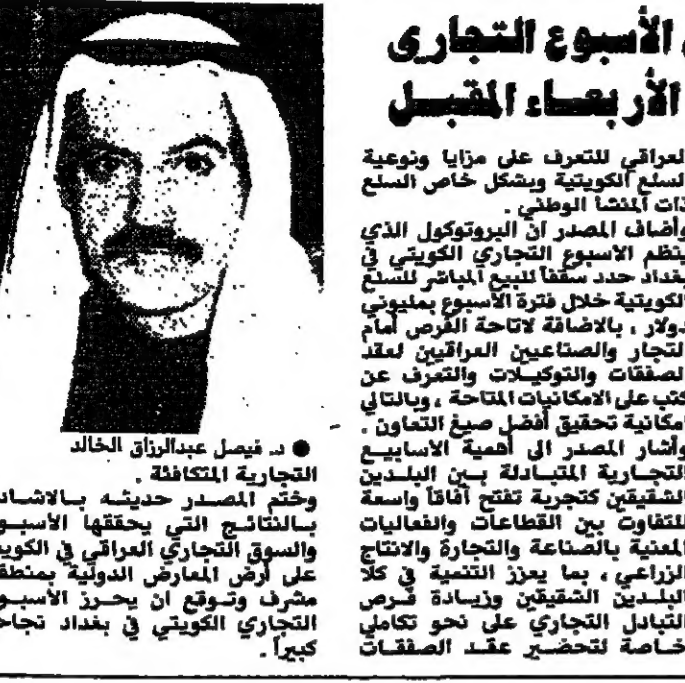 الأسبوع التجارى
الأربعاء المقبل
العراقي للتعرف على مزايا ونوعية
السلع الكويتية وبشكل خاص السلع
ذات المنشأ الوطني .
وأضاف المصدر ان البروتوكول الذي
ينظم الاسبوع التجاري الكويتي في
بغداد حدد سقفاً للبيع المباشر للسلع
الكويتية خلال فترة الأسبوع بمليوني
دولار ، بالاضافة لاتاحة الفرص أمام
التجار والصناعيين العراقيين لعقد
الصفقات والتوكيلات والتعرف عن
كتب على الامكانيات المتاحة ، وبالتالي
امكانية تحقيق أفضل صيغ التعاون .
وأشار المصدر الى أهمية الاسابيع
التجارية المتبادلة بين البلدين
الشقيقين كتجربة تفتح آفاقاً واسعة
للتفاوت بين القطاعات والفعاليات
المعنية بالصناعة والتجارة والانتاج
الزراعي ، بما يعزز التنمية في كلا
البلدين الشقيقين وزيادة فرص
التبادل التجاري على نحو تكاملي
خاصة لتحضير عقد الصفقات
● د. فيصل عبدالرزاق الخالد
التجارية المتكافئة .
وختم المصدر حديثه بالاشاد
بالنتائج التي يحققها الأسبو
والسوق التجاري العراقي في الكويت
على أرض المعارض الدولية بمنطقة
مشرف وتوقع ان يحرز الأسبو
التجاري الكويتي في بغداد نجاحا
كبيراً .